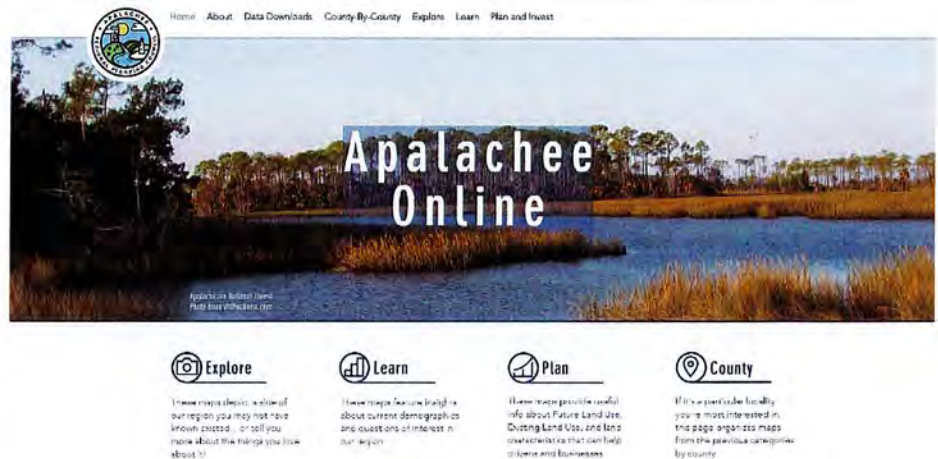 Home About Data Downloads County-By-County Explore Learn Plan and Invest
APALACHEE
REGIONAL PLANNING COUNCIL
Apalachee
Online
Explore
These maps depict a side of
our region you may not have
known existed... or tell you
more about the things you love
about it!
Learn
These maps feature insights
about current demographics
and questions of interest in
our region
Plan
These maps provide useful
info about Future Land Use,
Existing Land Use, and land
characteristics that can help
citizens and businesses
County
If it's a particular locality
you're most interested in,
this page organizes maps
from the previous categories
by county